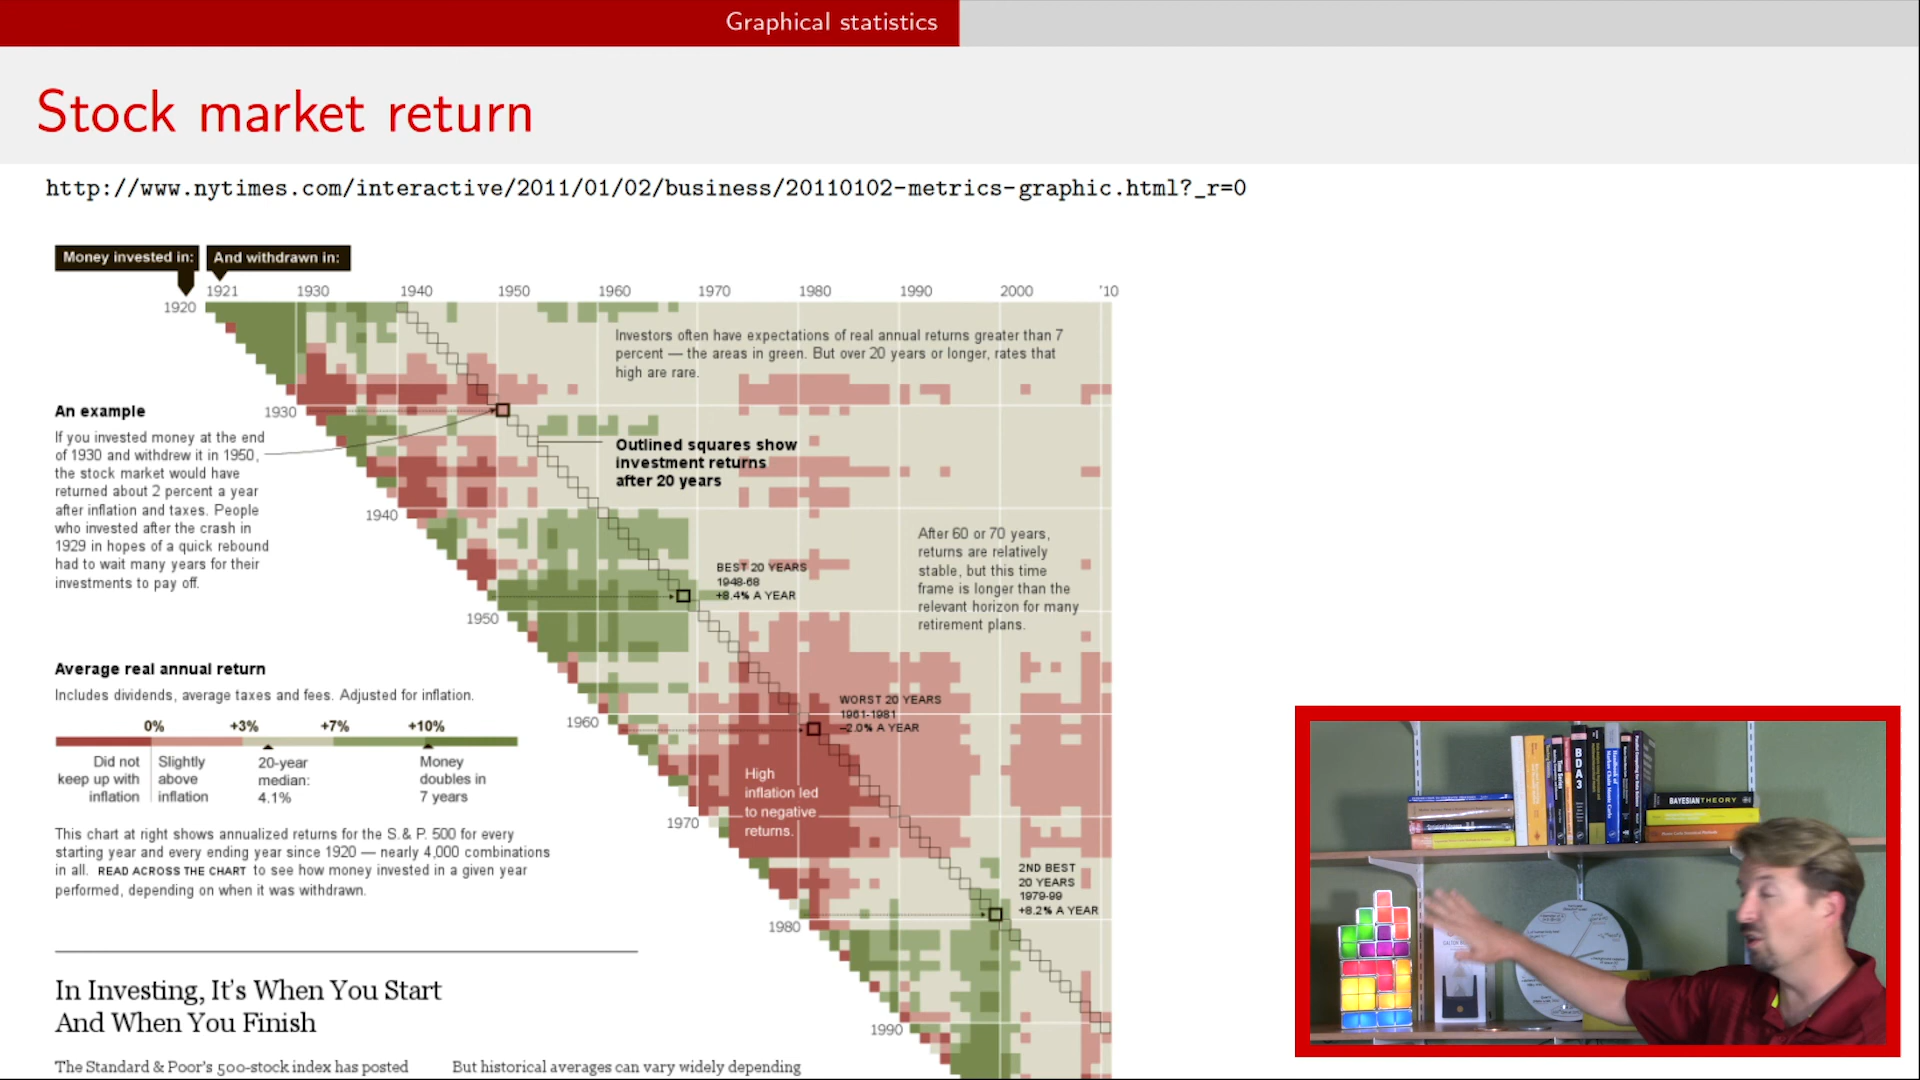 Graphical statistics
Stock market return
http://www.nytimes.com/interactive/2011/01/02/business/20110102-metrics-graphic.html?_r=0
Money invested in: And withdrawn in:
1921 1930 1940 1950 1960 1970 1980 1990 2000 '10
1920
Investors often have expectations of real annual returns greater than 7
percent — the areas in green. But over 20 years or longer, rates that
high are rare.
An example
1930
If you invested money at the end
of 1930 and withdrew it in 1950,
the stock market would have
returned about 2 percent a year
after inflation and taxes. People
who invested after the crash in
1929 in hopes of a quick rebound
had to wait many years for their
investments to pay off.
Outlined squares show
investment returns
after 20 years
1940
After 60 or 70 years,
returns are relatively
stable, but this time
frame is longer than the
relevant horizon for many
retirement plans.
BEST 20 YEARS
1948-68
+8.4% A YEAR
1950
Average real annual return
Includes dividends, average taxes and fees. Adjusted for inflation.
0% +3% +7% +10%
Did not
keep up with
inflation
Slightly
above
inflation
20-year
median:
4.1%
Money
doubles in
7 years
1960
WORST 20 YEARS
1961-1981
–2.0% A YEAR
High
inflation led
to negative
returns.
1970
This chart at right shows annualized returns for the S.& P. 500 for every
starting year and every ending year since 1920 — nearly 4,000 combinations
in all. READ ACROSS THE CHART to see how money invested in a given year
performed, depending on when it was withdrawn.
2ND BEST
20 YEARS
1979-99
+8.2% A YEAR
1980
1990
In Investing, It's When You Start
And When You Finish
The Standard & Poor's 500-stock index has posted
But historical averages can vary widely depending
BDA3
BAYESIAN THEORY